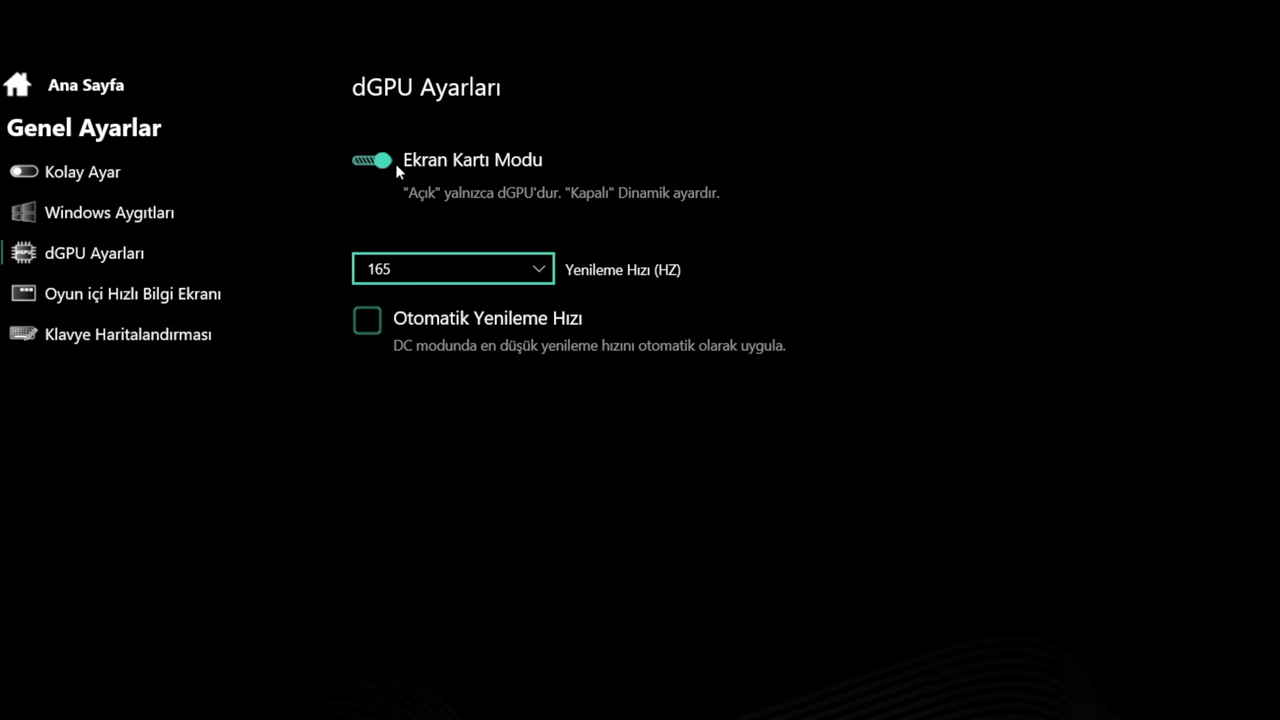 Ana Sayfa
Genel Ayarlar
Kolay Ayar
Windows Aygıtları
dGPU Ayarları
Oyun içi Hızlı Bilgi Ekranı
Klavye Haritalandırması
dGPU Ayarları
Ekran Kartı Modu
"Açık" yalnızca dGPU'dur. "Kapalı" Dinamik ayardır.
165 Yenileme Hızı (HZ)
Otomatik Yenileme Hızı
DC modunda en düşük yenileme hızını otomatik olarak uygula.